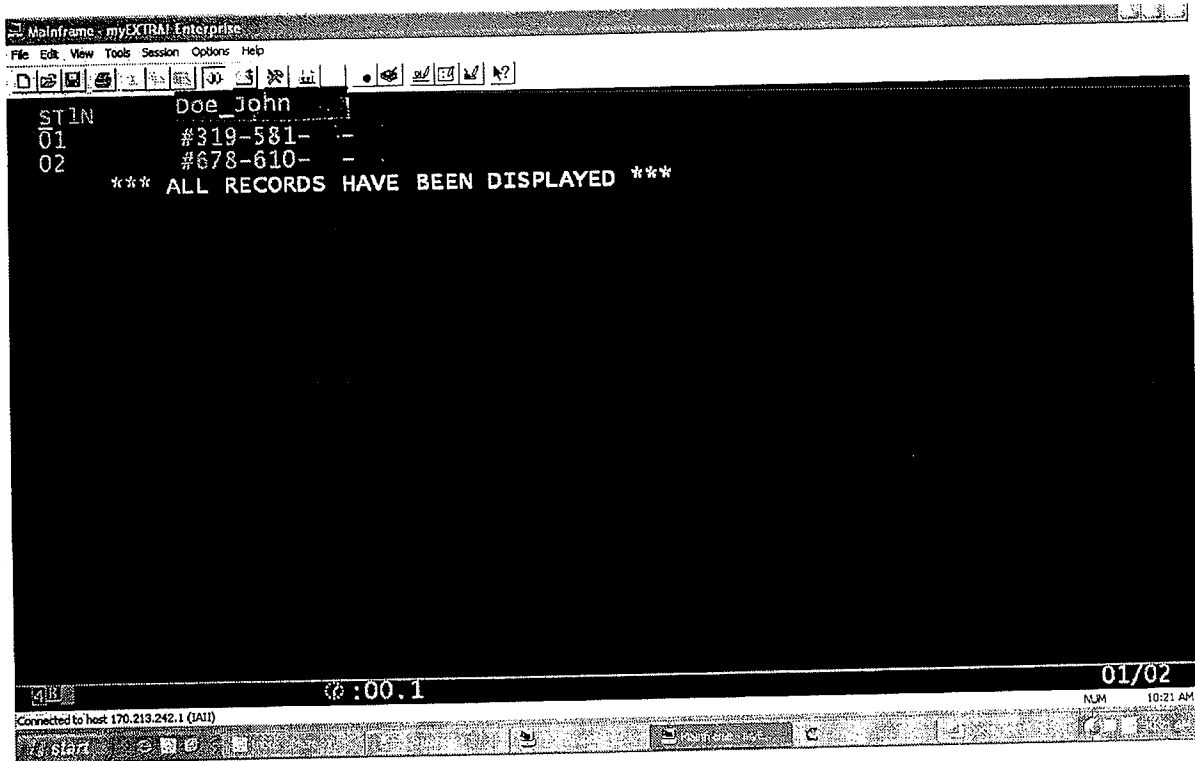 Mainframe - myEXTRA! Enterprise
File Edit View Tools Session Options Help
ST1N Doe_John
01 #319-581- -
02 #678-610- -
*** ALL RECORDS HAVE BEEN DISPLAYED ***
:00.1 01/02
Connected to host 170.213.242.1 (IAII) NUM 10:21 AM
start